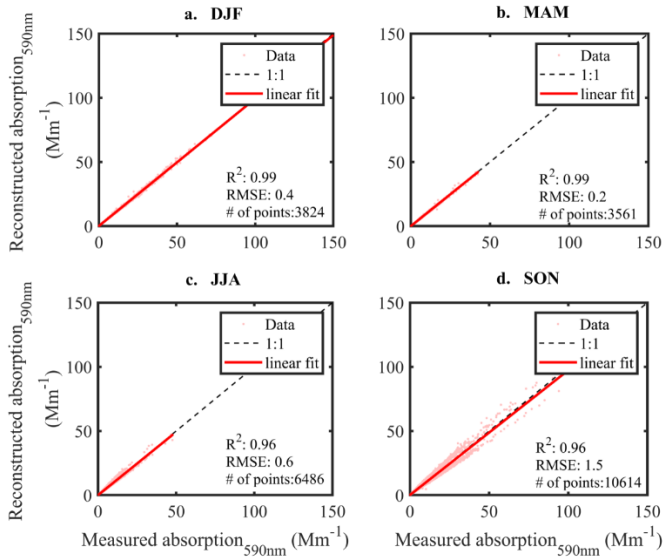 a. DJF
Reconstructed absorption590nm
(Mm-1)
150
100
50
0
0 50 100 150
Data
1:1
linear fit
R2: 0.99
RMSE: 0.4
# of points:3824
b. MAM
150
100
50
0
0 50 100 150
Data
1:1
linear fit
R2: 0.99
RMSE: 0.2
# of points:3561
c. JJA
Reconstructed absorption590nm
(Mm-1)
150
100
50
0
0 50 100 150
Data
1:1
linear fit
R2: 0.96
RMSE: 0.6
# of points:6486
Measured absorption590nm (Mm-1)
d. SON
150
100
50
0
0 50 100 150
Data
1:1
linear fit
R2: 0.96
RMSE: 1.5
# of points:10614
Measured absorption590nm (Mm-1)